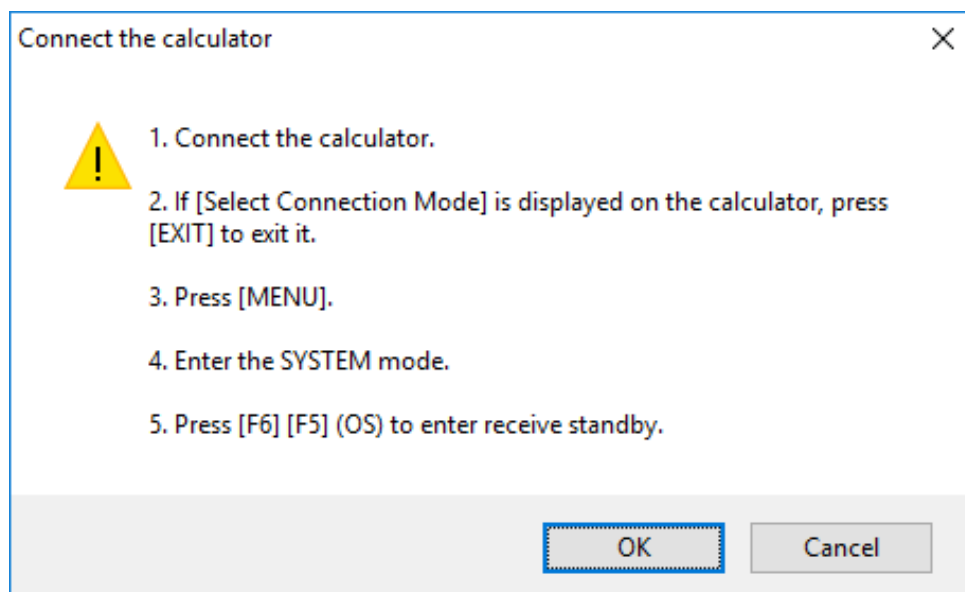 Connect the calculator
1. Connect the calculator.
2. If [Select Connection Mode] is displayed on the calculator, press
[EXIT] to exit it.
3. Press [MENU].
4. Enter the SYSTEM mode.
5. Press [F6] [F5] (OS) to enter receive standby.
OK
Cancel